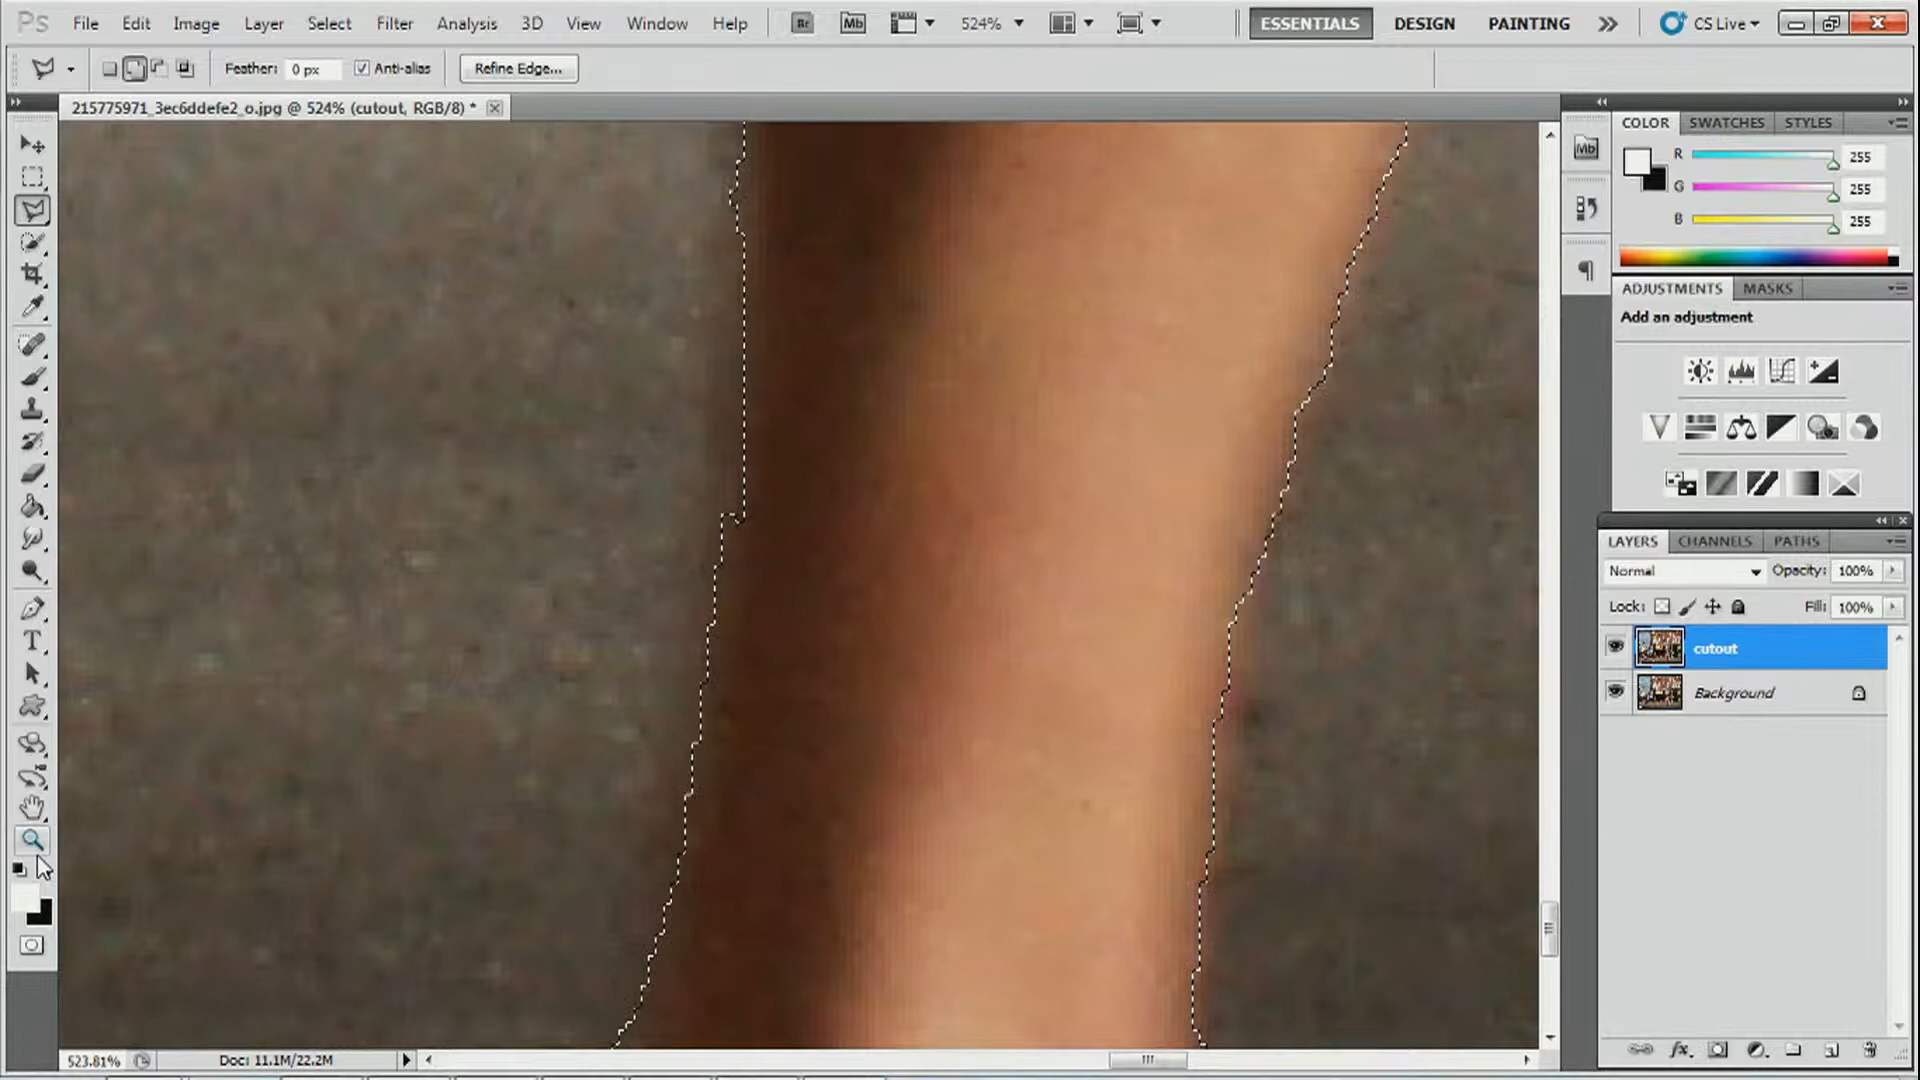 Ps File Edit Image Layer Select Filter Analysis 3D View Window Help Br Mb 524% ESSENTIALS DESIGN PAINTING CS Live
Feather: 0 px Anti-alias Refine Edge...
215775971_3ec6ddefe2_o.jpg @ 524% (cutout, RGB/8) *
COLOR SWATCHES STYLES
Mb
R 255
G 255
B 255
ADJUSTMENTS MASKS
Add an adjustment
LAYERS CHANNELS PATHS
Normal Opacity: 100%
Lock: Fill: 100%
cutout
Background
T
fx
523.81% Doc: 11.1M/22.2M